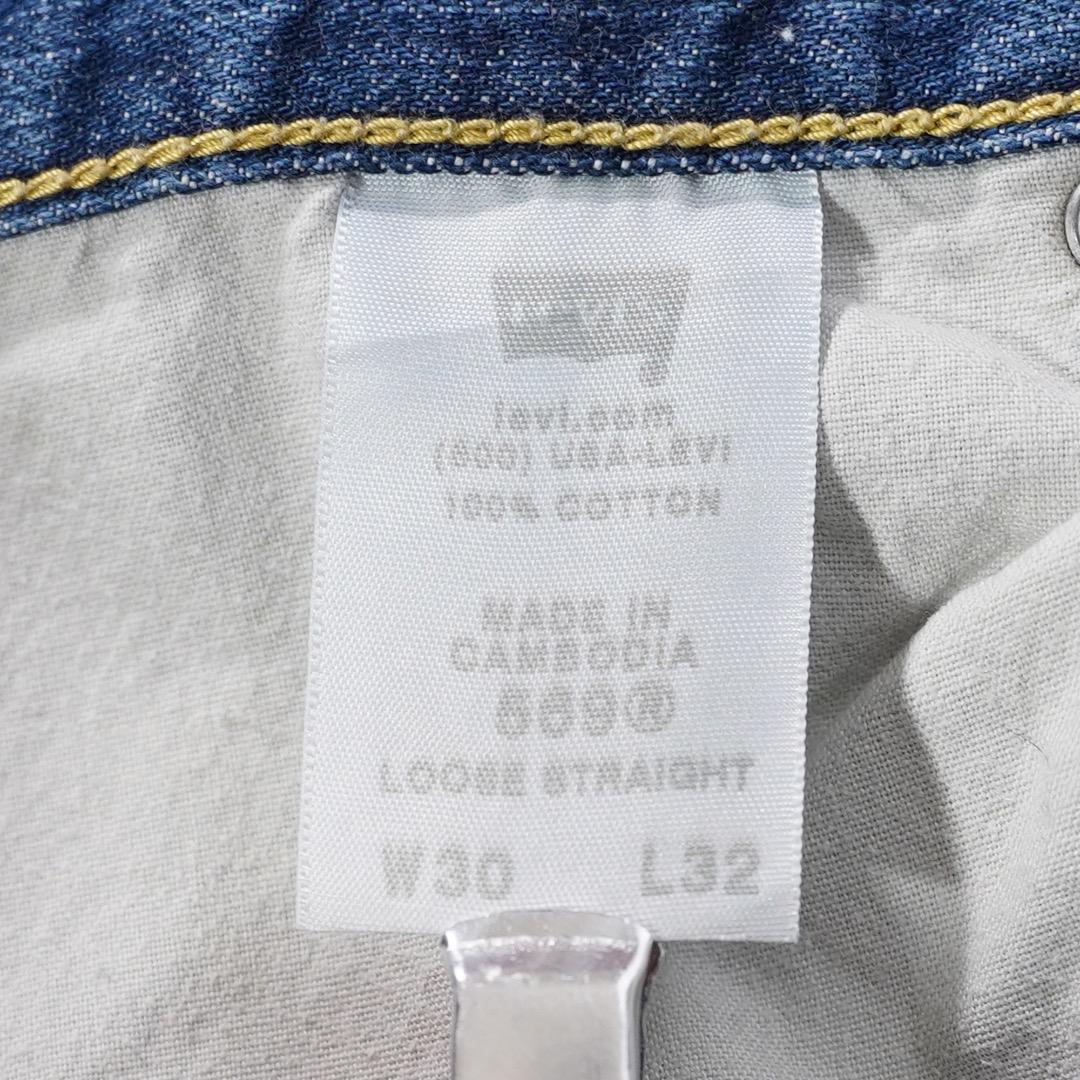 levi.com
(800) USA-LEVI
100% COTTON
MADE IN
CAMBODIA
569®
LOOSE STRAIGHT
W30 L32